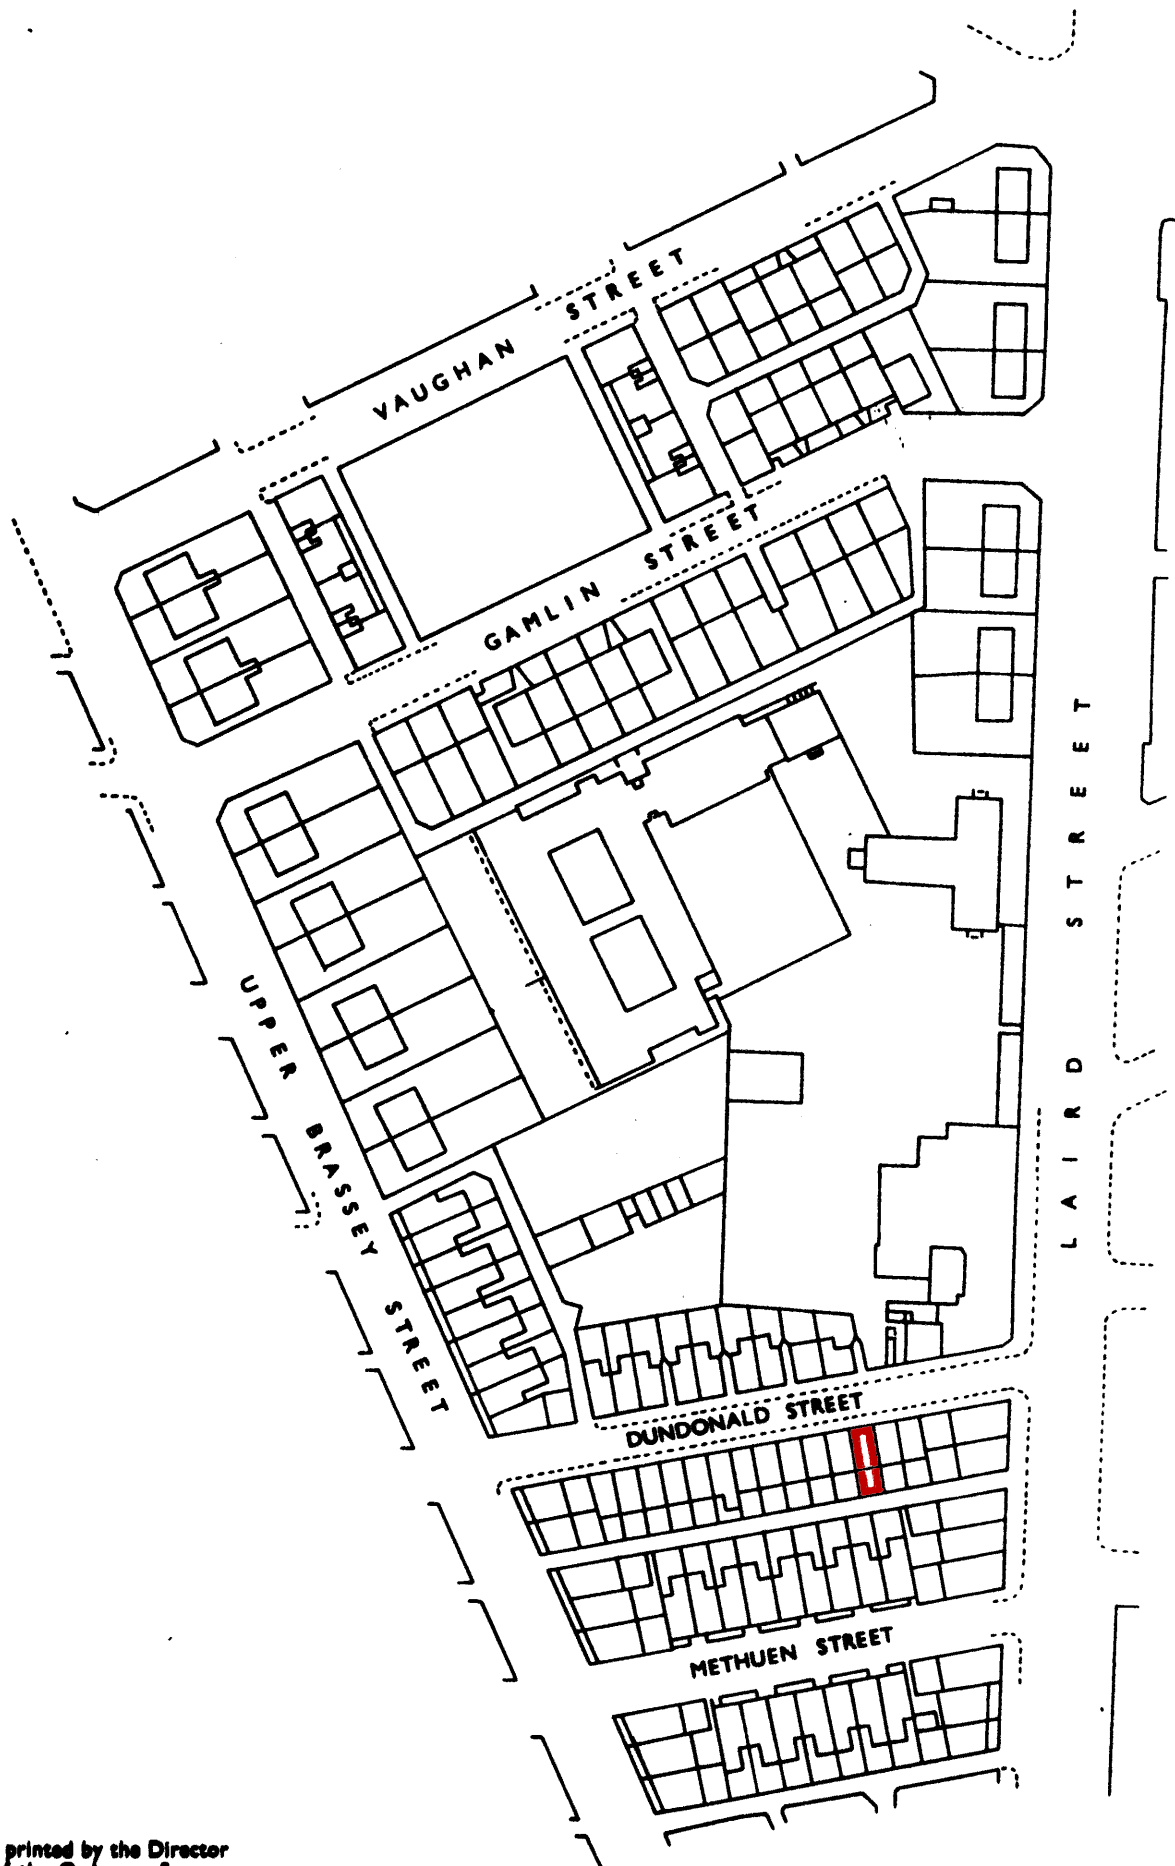 VAUGHAN STREET
GAMLIN STREET
UPPER BRASSEY STREET
LAIRD STREET
DUNDONALD STREET
METHUEN STREET
printed by the Director